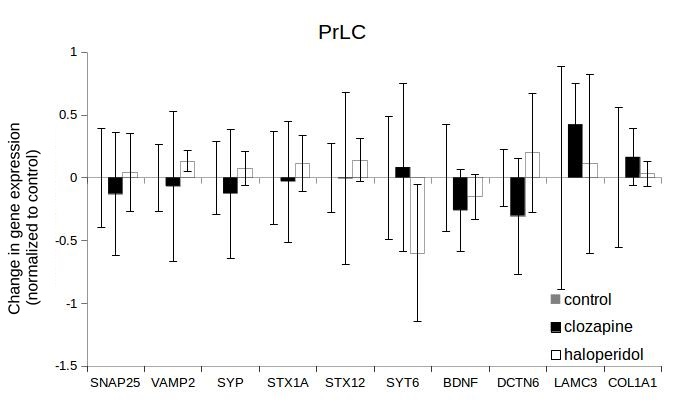 PrLC
Change in gene expression
(normalized to control)
1
0.5
0
-0.5
-1
-1.5
control
clozapine
haloperidol
SNAP25 VAMP2 SYP STX1A STX12 SYT6 BDNF DCTN6 LAMC3 COL1A1